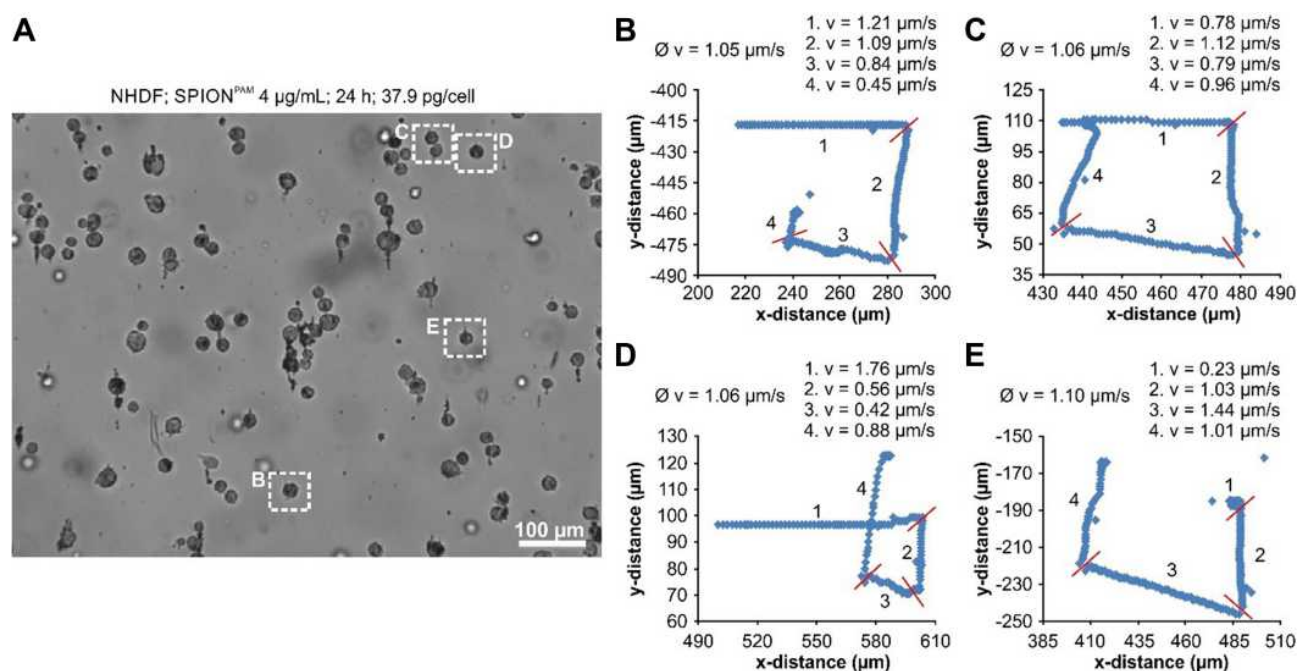 A
NHDF; SPION^PAM 4 µg/mL; 24 h; 37.9 pg/cell
C
D
E
B
100 µm
B
Ø v = 1.05 µm/s
1. v = 1.21 µm/s
2. v = 1.09 µm/s
3. v = 0.84 µm/s
4. v = 0.45 µm/s
y-distance (µm)
-400
-415
-430
-445
-460
-475
-490
1
2
3
4
200 220 240 260 280 300
x-distance (µm)
C
Ø v = 1.06 µm/s
1. v = 0.78 µm/s
2. v = 1.12 µm/s
3. v = 0.79 µm/s
4. v = 0.96 µm/s
y-distance (µm)
125
110
95
80
65
50
35
1
2
3
4
430 440 450 460 470 480 490
x-distance (µm)
D
Ø v = 1.06 µm/s
1. v = 1.76 µm/s
2. v = 0.56 µm/s
3. v = 0.42 µm/s
4. v = 0.88 µm/s
y-distance (µm)
130
120
110
100
90
80
70
60
4
1
2
3
490 520 550 580 610
x-distance (µm)
E
Ø v = 1.10 µm/s
1. v = 0.23 µm/s
2. v = 1.03 µm/s
3. v = 1.44 µm/s
4. v = 1.01 µm/s
y-distance (µm)
-150
-170
-190
-210
-230
-250
1
4
2
3
385 410 435 460 485 510
x-distance (µm)